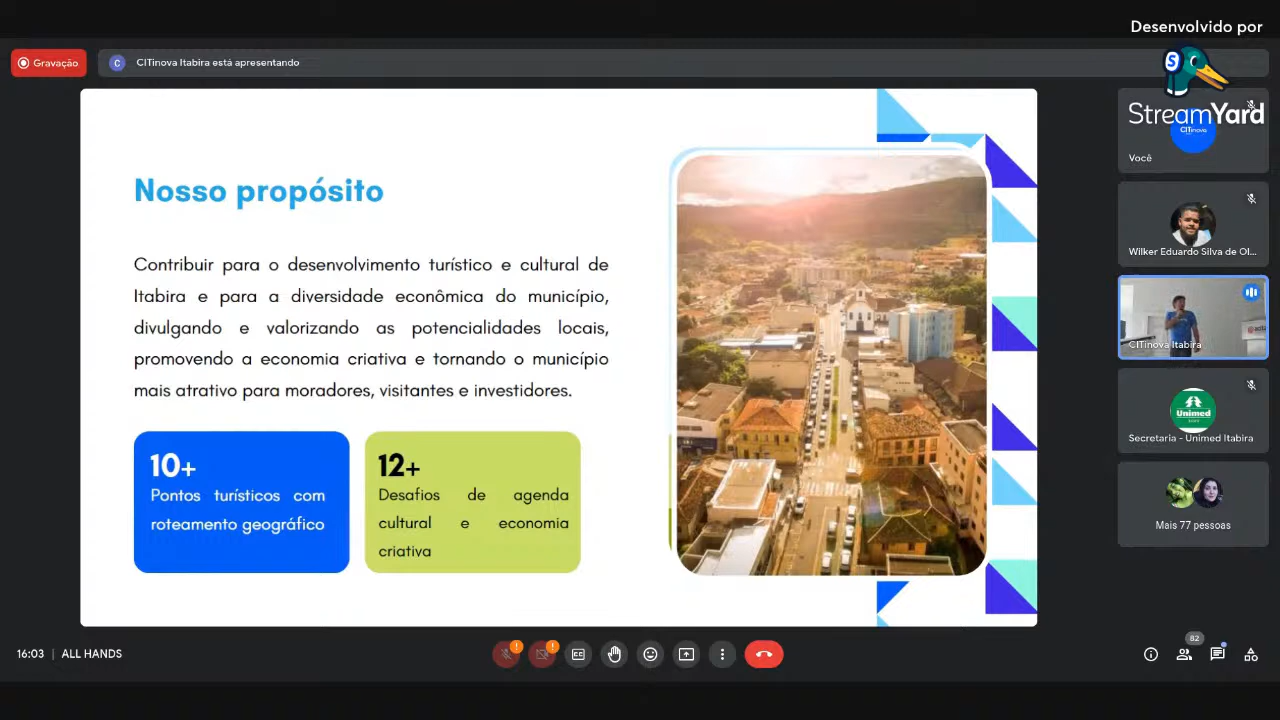 Desenvolvido por
Gravação
C
CITinova Itabira está apresentando
S
StreamYard
CITinova
Você
Nosso propósito
Contribuir para o desenvolvimento turístico e cultural de
Itabira e para a diversidade econômica do município,
divulgando e valorizando as potencialidades locais,
promovendo a economia criativa e tornando o município
mais atrativo para moradores, visitantes e investidores.
10+
Pontos turísticos com
roteamento geográfico
12+
Desafios de agenda
cultural e economia
criativa
Wilker Eduardo Silva de Ol...
CITinova Itabira
Unimed
Secretaria - Unimed Itabira
Mais 77 pessoas
16:03 | ALL HANDS
82